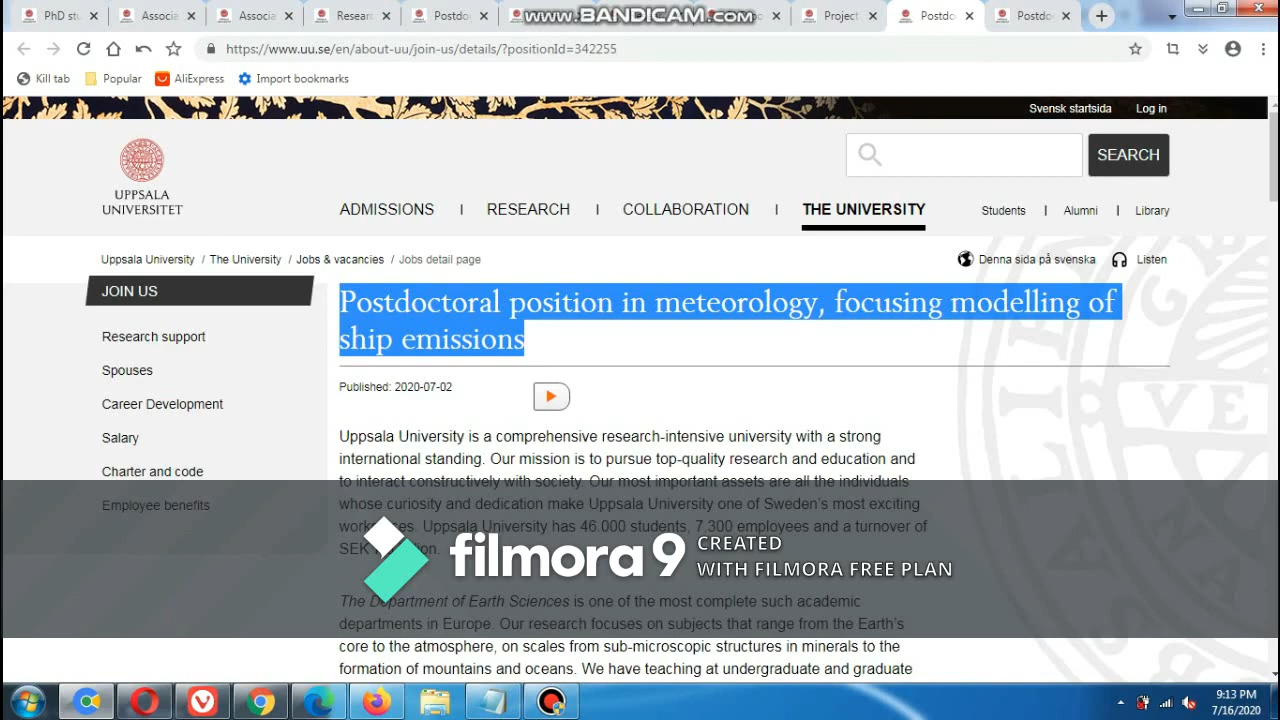 PhD st
Associa
Associa
Resear
Postdo
www.BANDICAM.com
Project
Postdo
Postdo
https://www.uu.se/en/about-uu/join-us/details/?positionId=342255
Kill tab
Popular
AliExpress
Import bookmarks
Svensk startsida
Log in
UPPSALA
UNIVERSITET
SEARCH
ADMISSIONS
RESEARCH
COLLABORATION
THE UNIVERSITY
Students
Alumni
Library
Uppsala University / The University / Jobs & vacancies / Jobs detail page
Denna sida på svenska
Listen
JOIN US
Research support
Spouses
Career Development
Salary
Charter and code
Employee benefits
Postdoctoral position in meteorology, focusing modelling of
ship emissions
Published: 2020-07-02
Uppsala University is a comprehensive research-intensive university with a strong
international standing. Our mission is to pursue top-quality research and education and
to interact constructively with society. Our most important assets are all the individuals
whose curiosity and dedication make Uppsala University one of Sweden's most exciting
Uppsala University has 46.000 students, 7,300 employees and a turnover of
SEK
The Department of Earth Sciences is one of the most complete such academic
departments in Europe. Our research focuses on subjects that range from the Earth's
core to the atmosphere, on scales from sub-microscopic structures in minerals to the
formation of mountains and oceans. We have teaching at undergraduate and graduate
filmora 9
CREATED
WITH FILMORA FREE PLAN
9:13 PM
7/16/2020